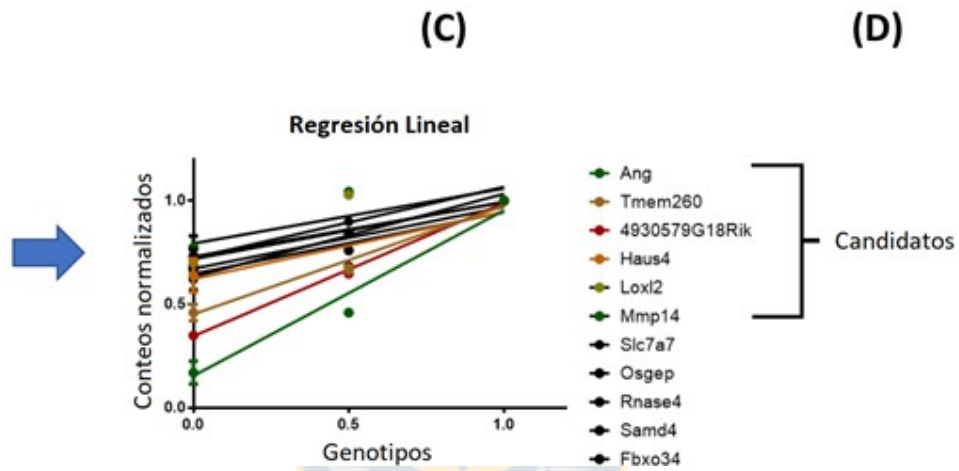 (C)
(D)
Regresión Lineal
Conteos normalizados
1.0
0.5
0.0
0.0 0.5 1.0
Genotipos
Ang
Tmem260
4930579G18Rik
Haus4
Loxl2
Mmp14
Slc7a7
Osgep
Rnase4
Samd4
Fbxo34
Candidatos